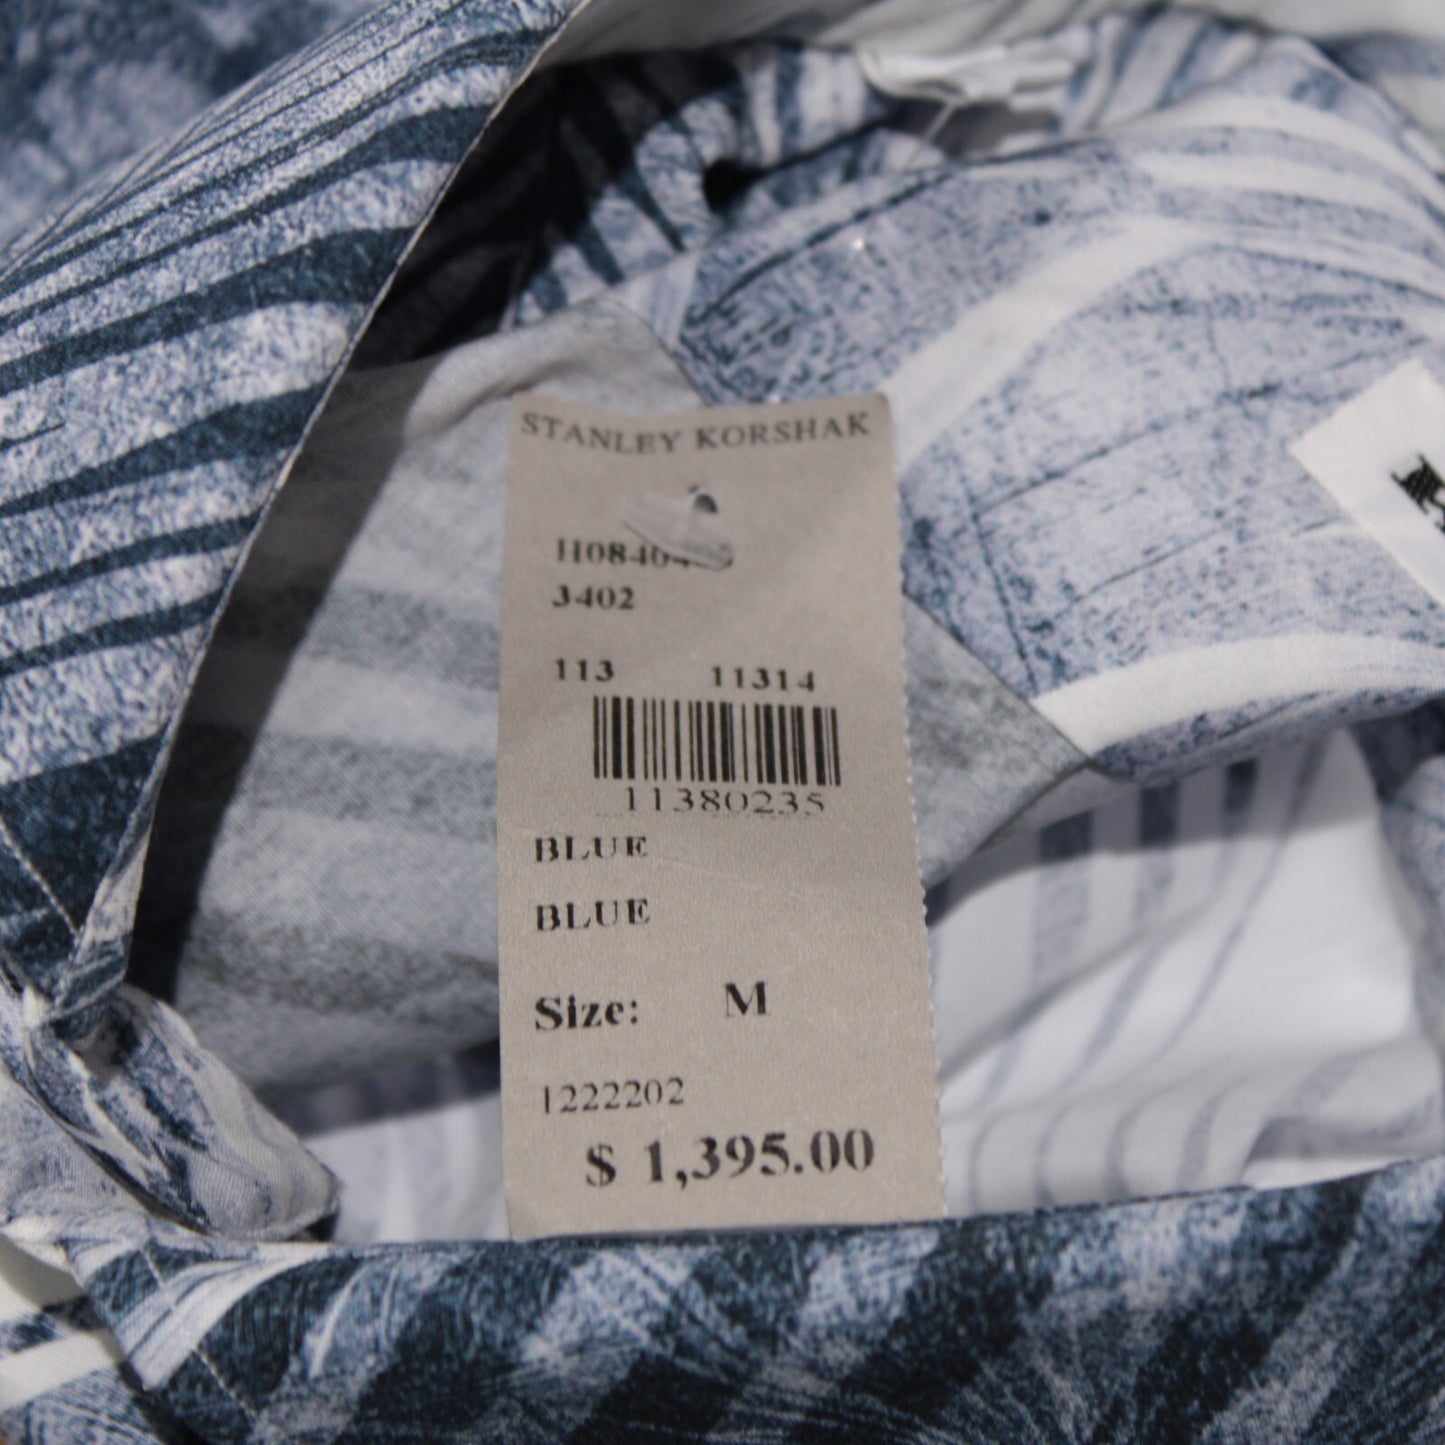 STANLEY KORSHAK
3402
113 11314
11380235
BLUE
BLUE
Size: M
1222202
$ 1,395.00